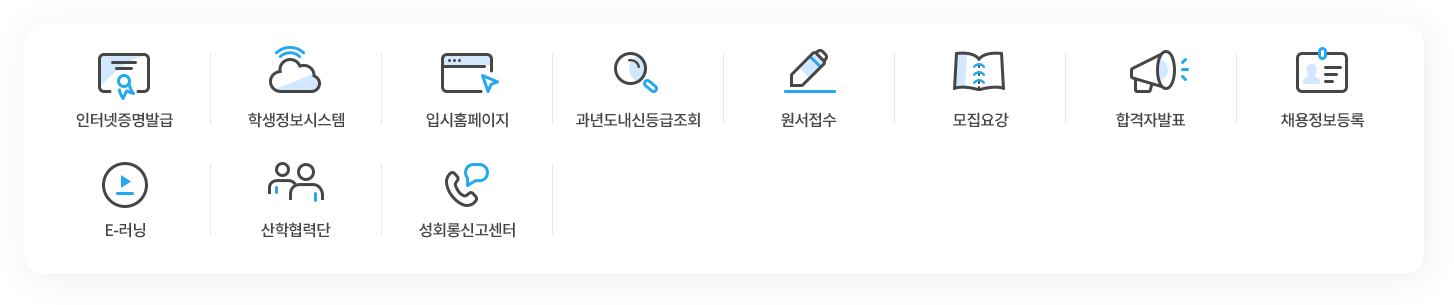 인터넷증명발급
학생정보시스템
입시홈페이지
과년도내신등급조회
원서접수
모집요강
합격자발표
채용정보등록
E-러닝
산학협력단
성희롱신고센터